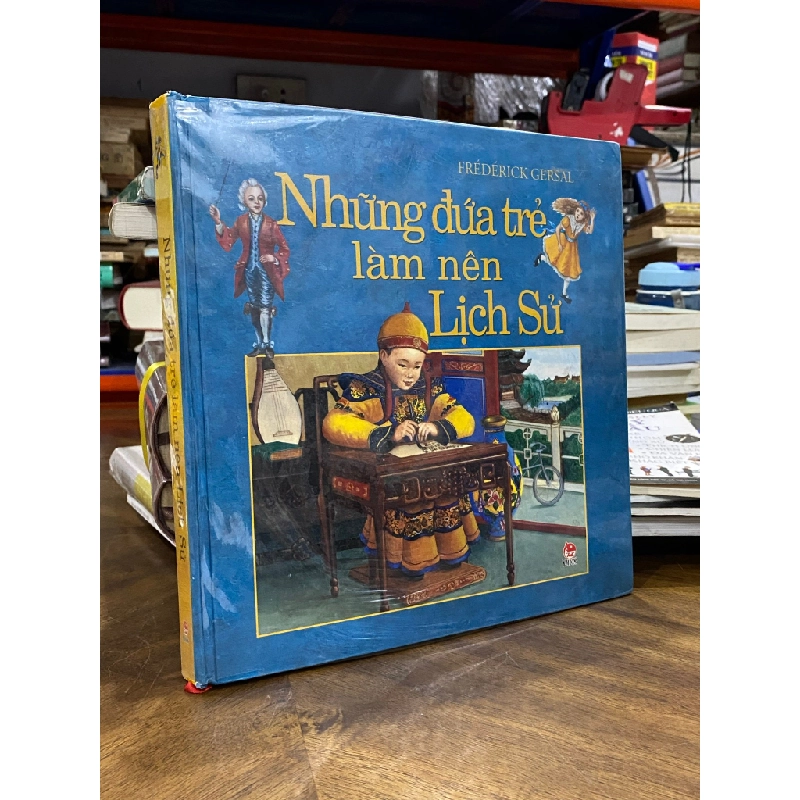 FRÉDERICK GERSAL
Những đứa trẻ
làm nên
Lịch Sử